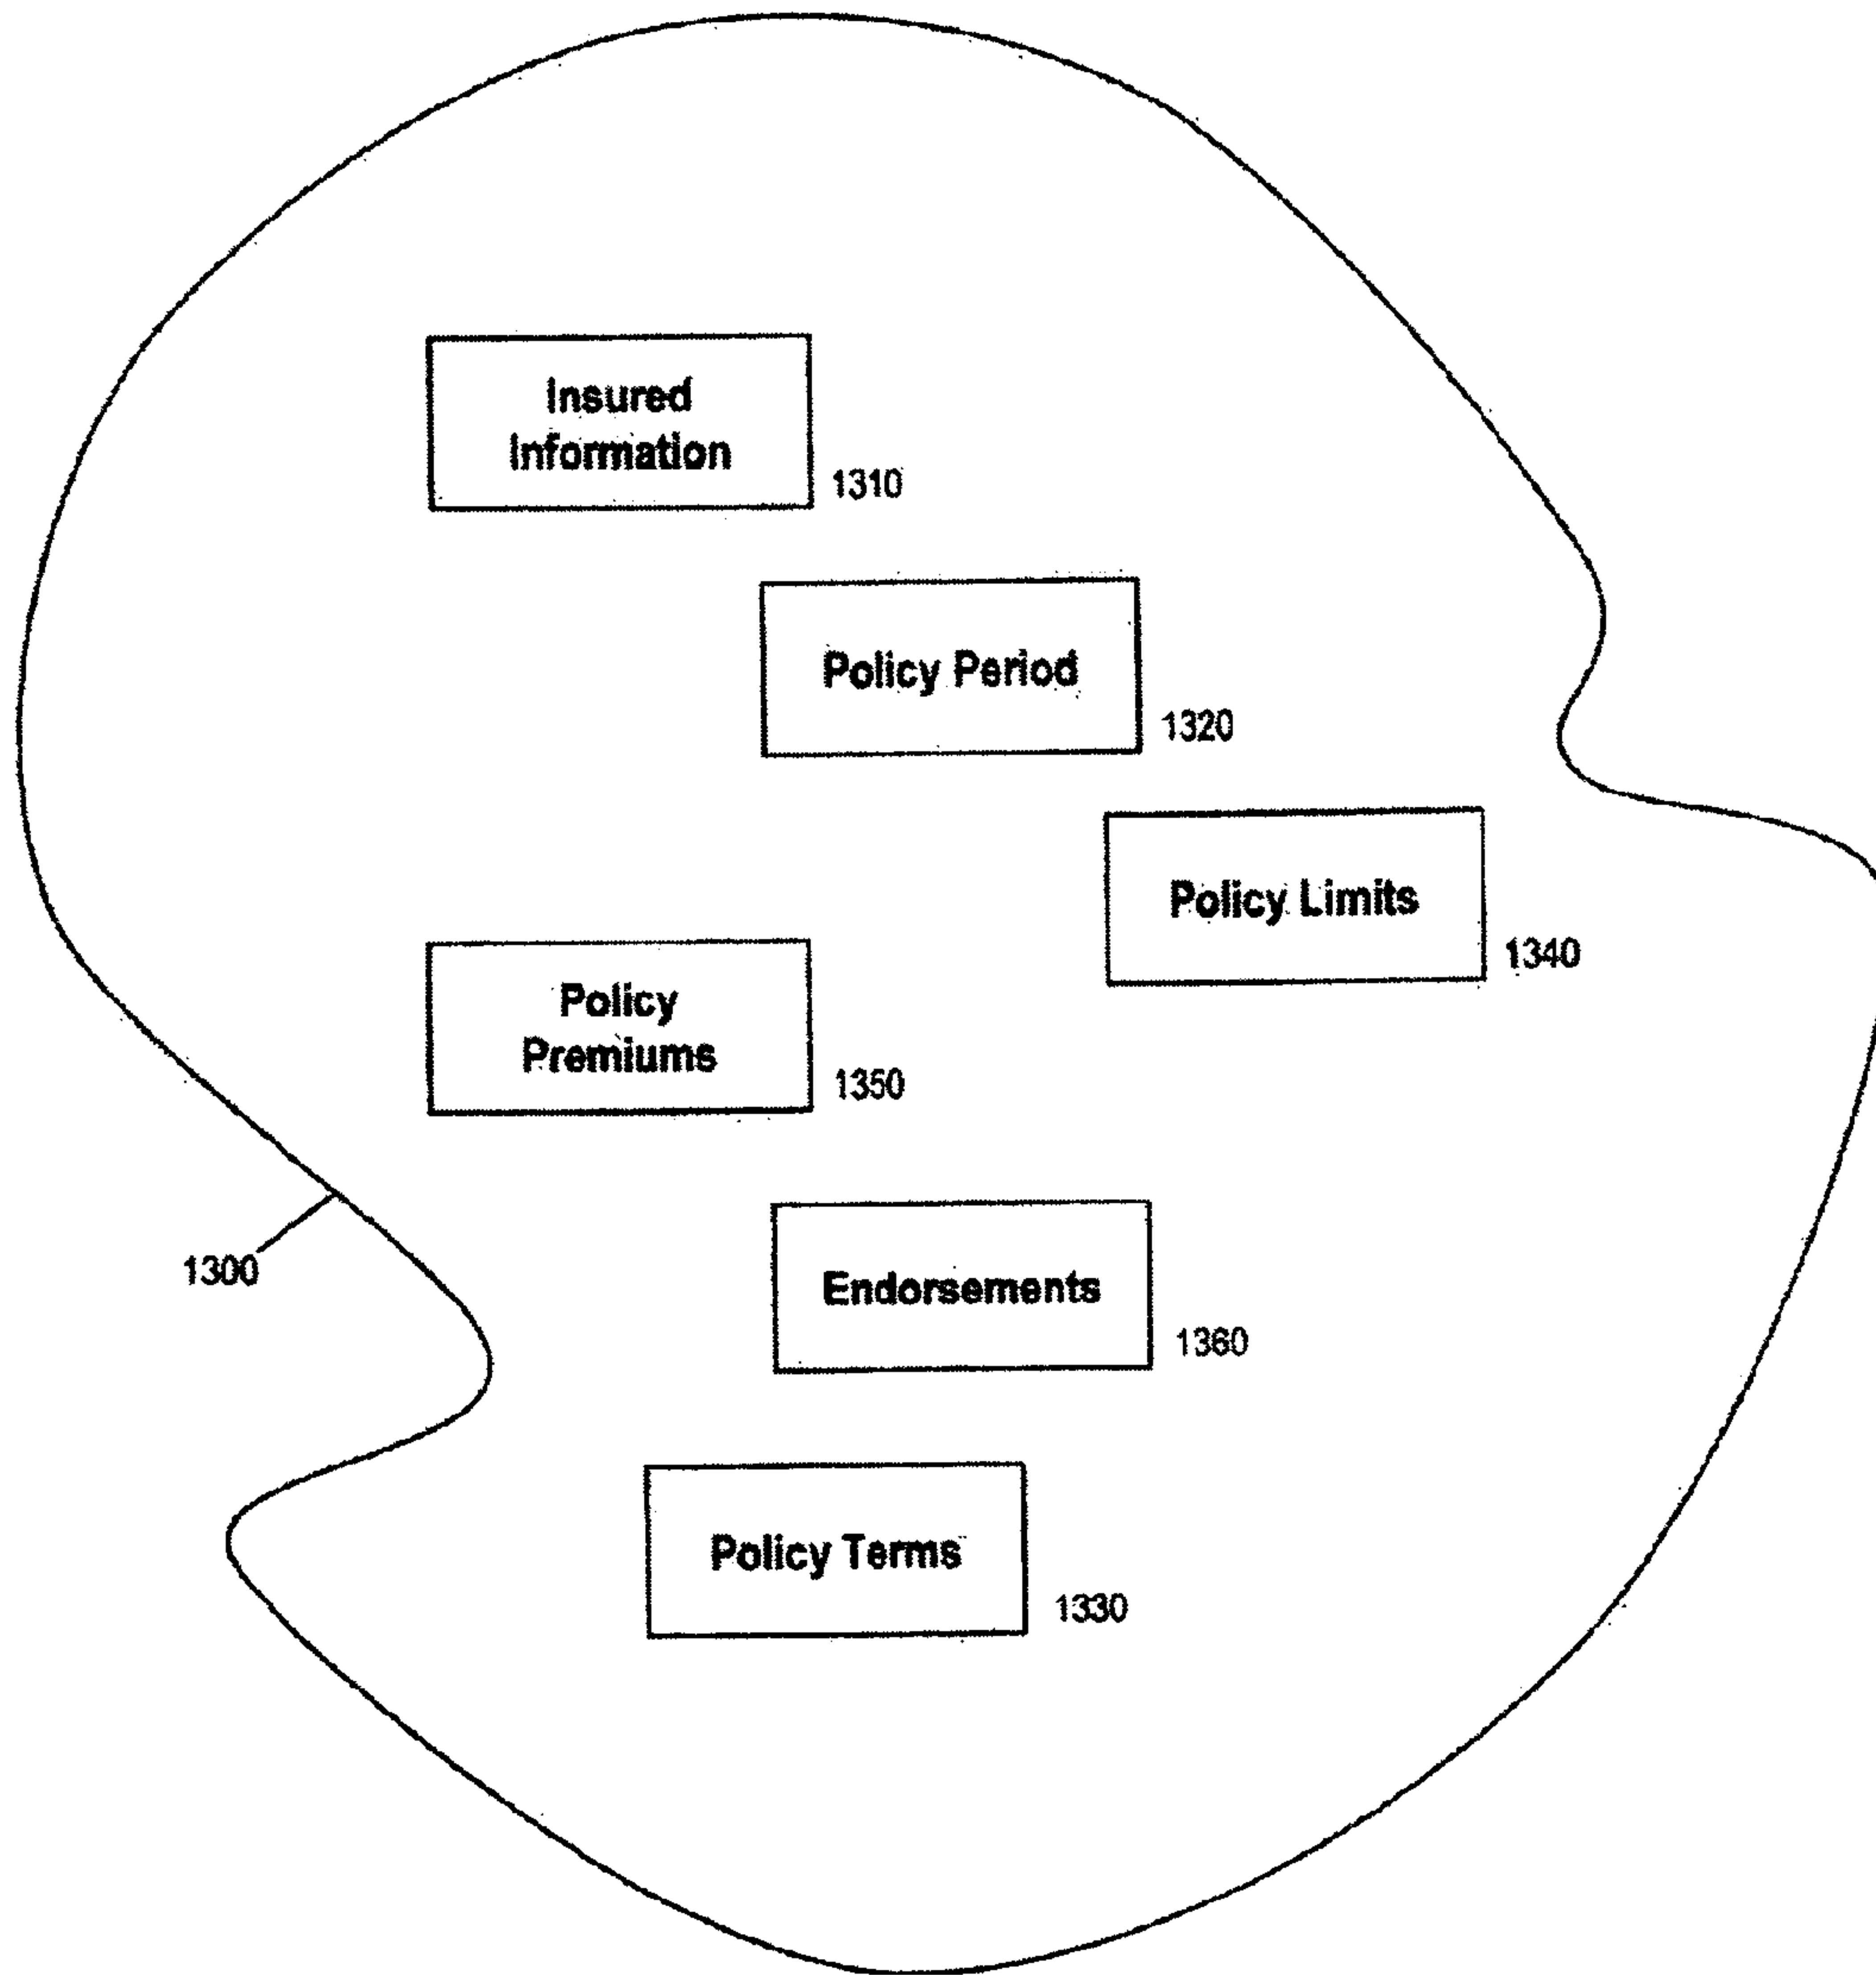 Insured
Information
1310
Policy Period
1320
Policy Limits
1340
Policy
Premiums
1350
1300
Endorsements
1360
Policy Terms
1330